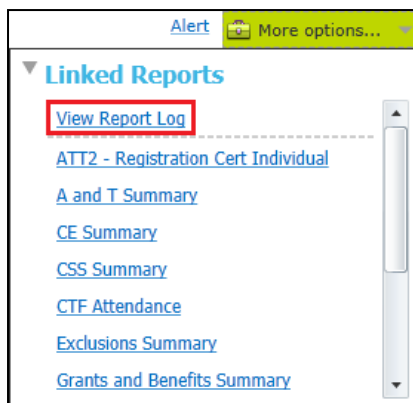 Alert More options...
Linked Reports
View Report Log
ATT2 - Registration Cert Individual
A and T Summary
CE Summary
CSS Summary
CTF Attendance
Exclusions Summary
Grants and Benefits Summary